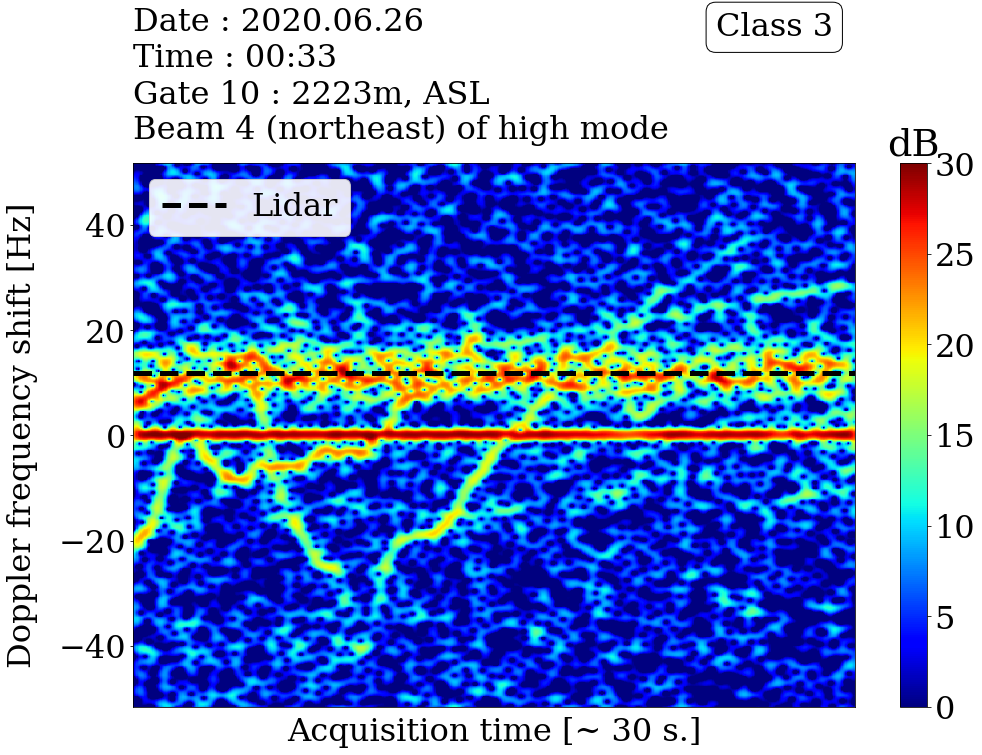 Date : 2020.06.26
Time : 00:33
Gate 10 : 2223m, ASL
Beam 4 (northeast) of high mode
Class 3
dB
Lidar
Doppler frequency shift [Hz]
40
20
0
−20
−40
30
25
20
15
10
5
0
Acquisition time [~ 30 s.]